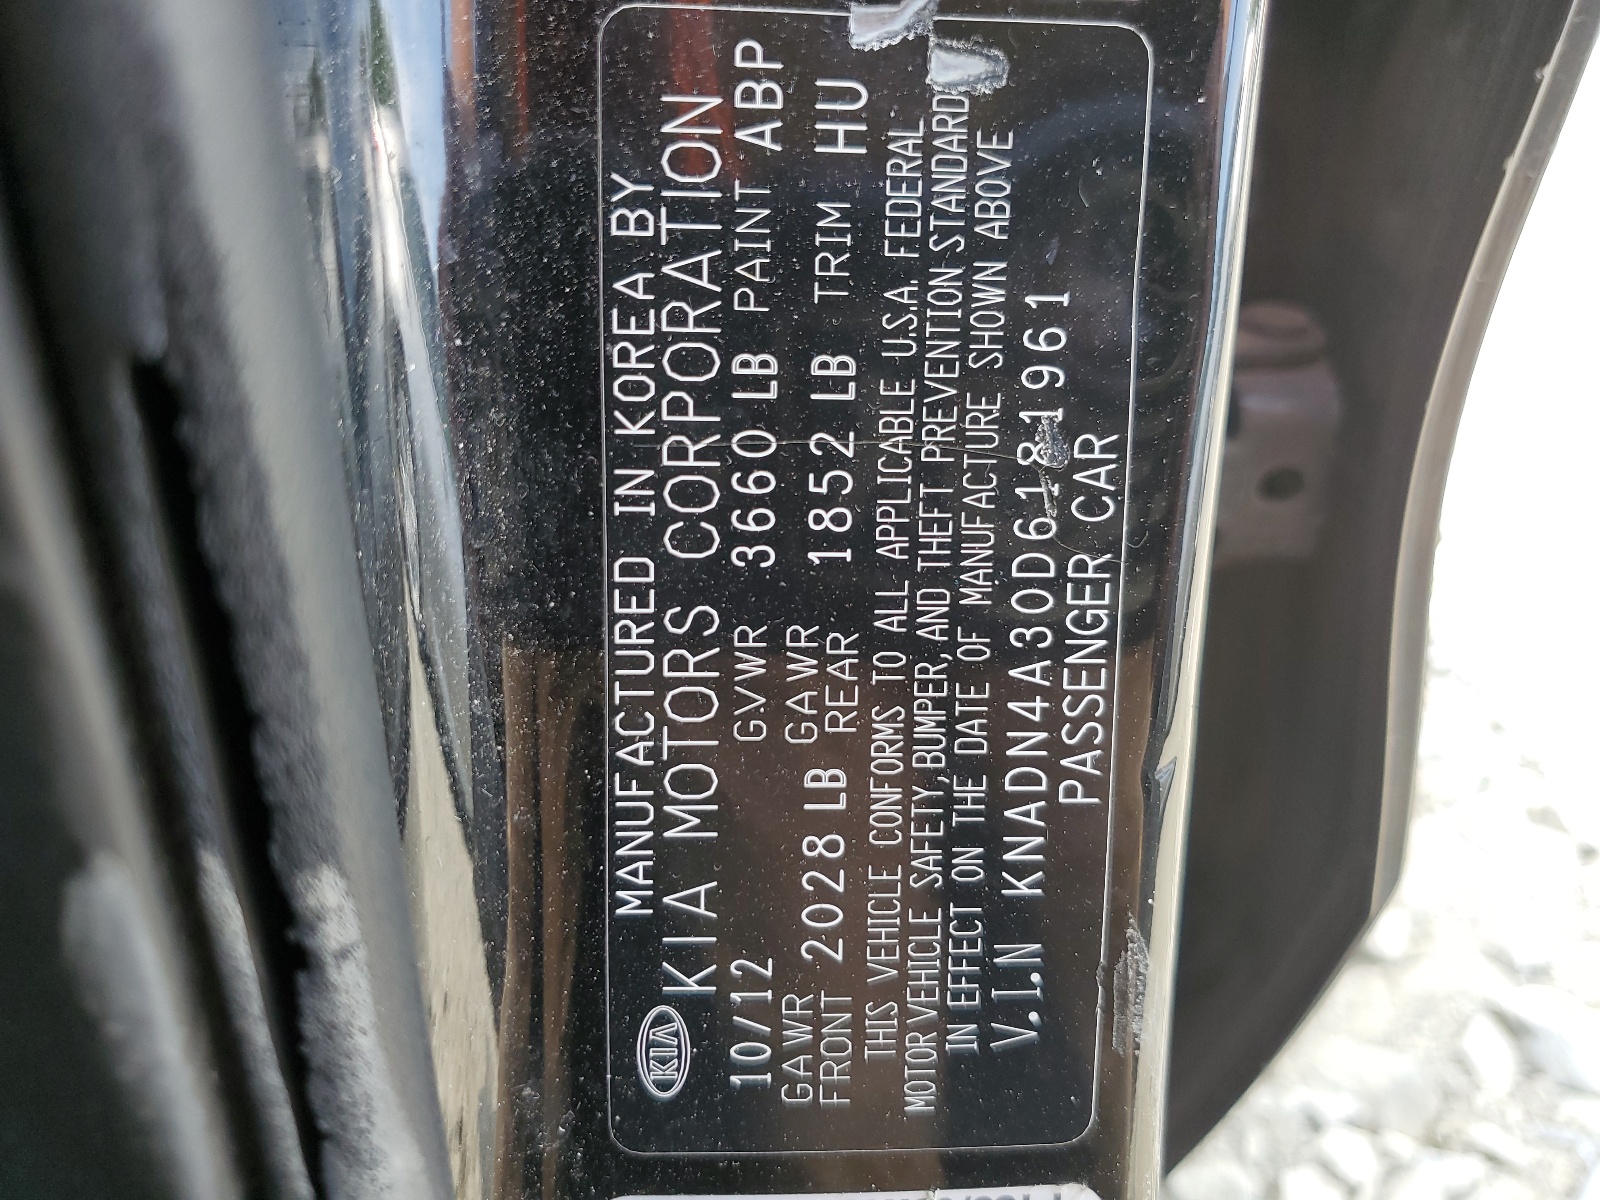 KIA
MANUFACTURED IN KOREA BY
KIA MOTORS CORPORATION
10/12 GVWR 3660 LB PAINT ABP
GAWR FRONT 2028 LB GAWR REAR 1852 LB TRIM HU
THIS VEHICLE CONFORMS TO ALL APPLICABLE U.S.A. FEDERAL
MOTOR VEHICLE SAFETY, BUMPER, AND THEFT PREVENTION STANDARD
IN EFFECT ON THE DATE OF MANUFACTURE SHOWN ABOVE
V.I.N KNADN4A30D6181961
PASSENGER CAR